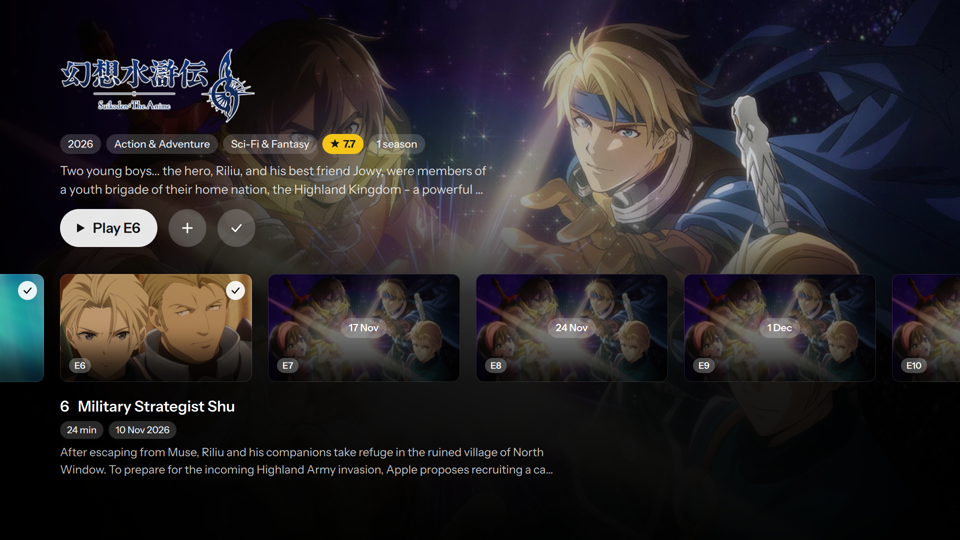 幻想水滸伝
Suikoden The Anime
2026
Action & Adventure
Sci-Fi & Fantasy
★ 7.7
1 season
Two young boys... the hero, Riliu, and his best friend Jowy, were members of
a youth brigade of their home nation, the Highland Kingdom - a powerful ...
Play E6
E6
17 Nov
E7
24 Nov
E8
1 Dec
E9
E10
6 Military Strategist Shu
24 min
10 Nov 2026
After escaping from Muse, Riliu and his companions take refuge in the ruined village of North
Window. To prepare for the incoming Highland Army invasion, Apple proposes recruiting a ca...